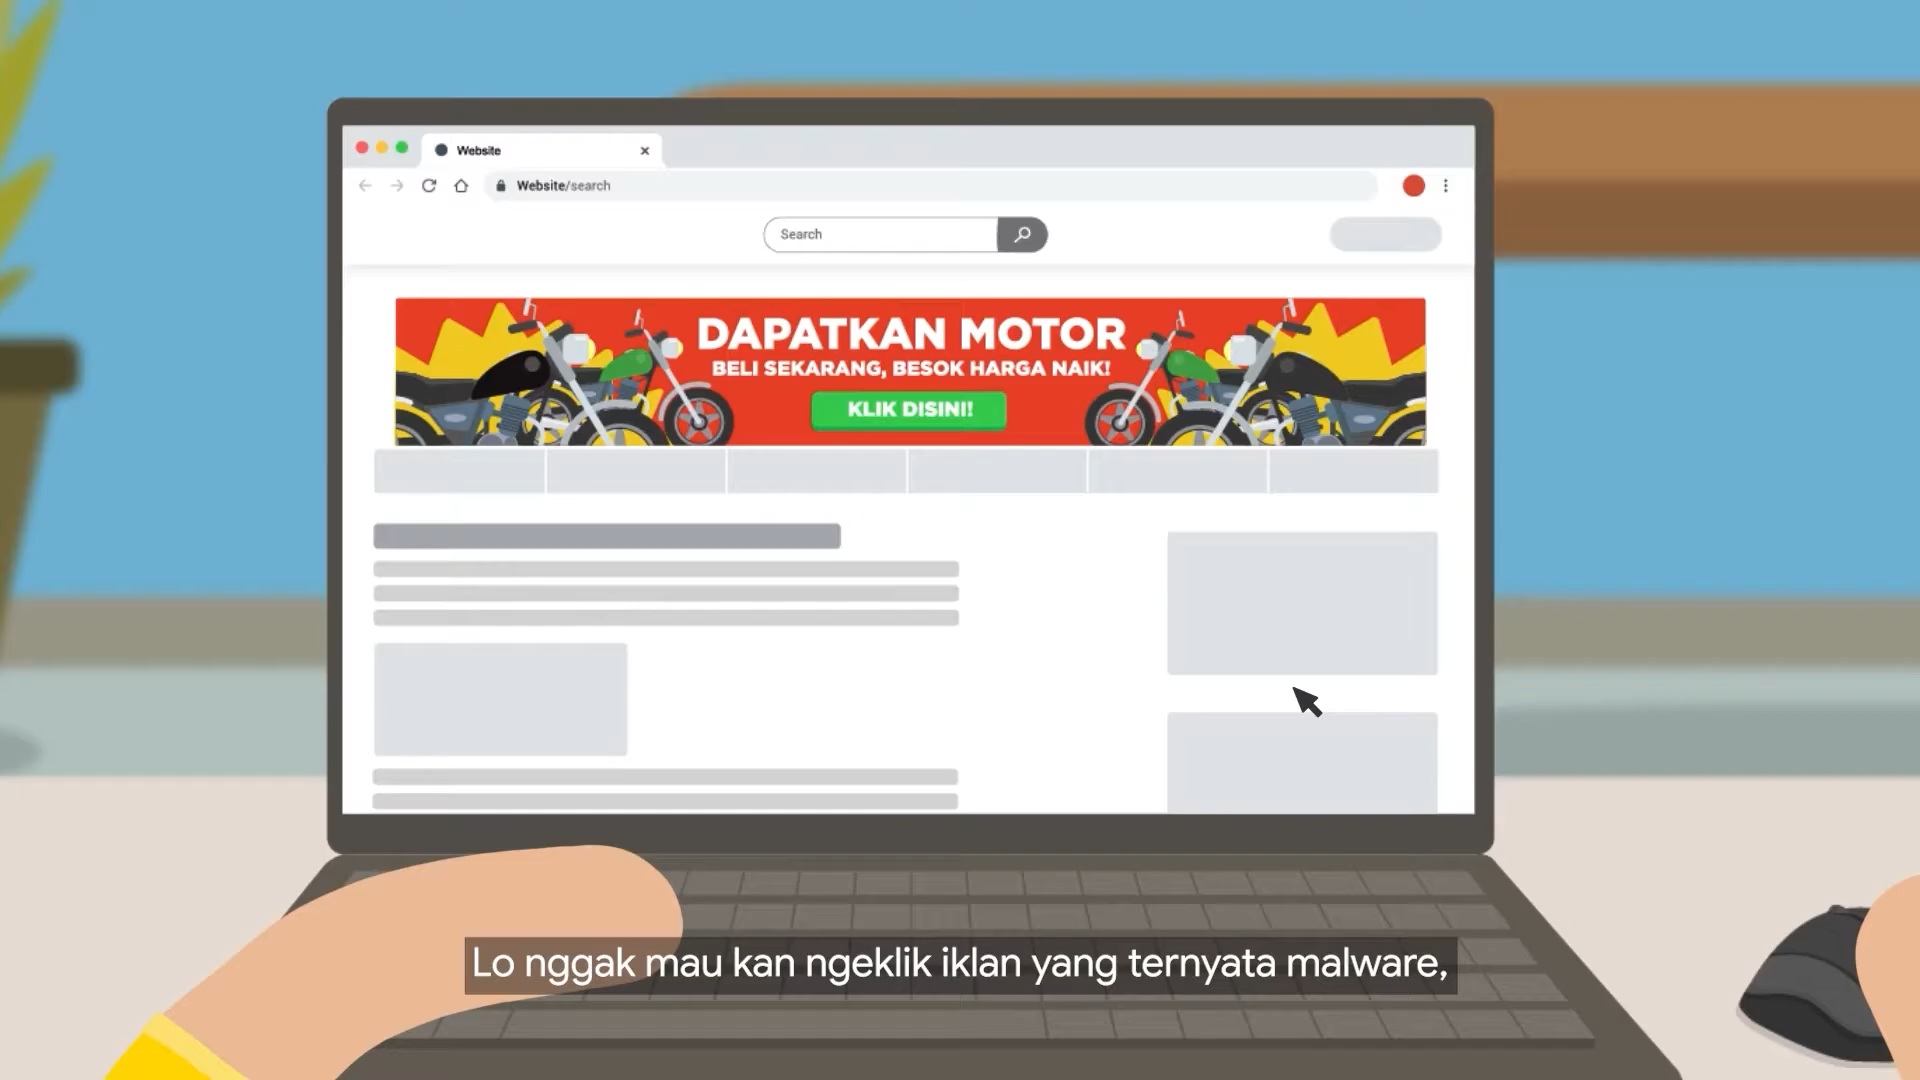 Website
Website/search
Search
DAPATKAN MOTOR
BELI SEKARANG, BESOK HARGA NAIK!
KLIK DISINI!
Lo nggak mau kan ngeklik iklan yang ternyata malware,